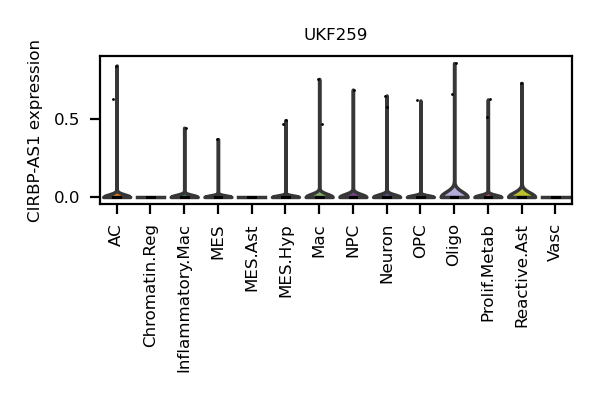 UKF259
CIRBP-AS1 expression
0.5
0.0
AC
Chromatin.Reg
Inflammatory.Mac
MES
MES.Ast
MES.Hyp
Mac
NPC
Neuron
OPC
Oligo
Prolif.Metab
Reactive.Ast
Vasc